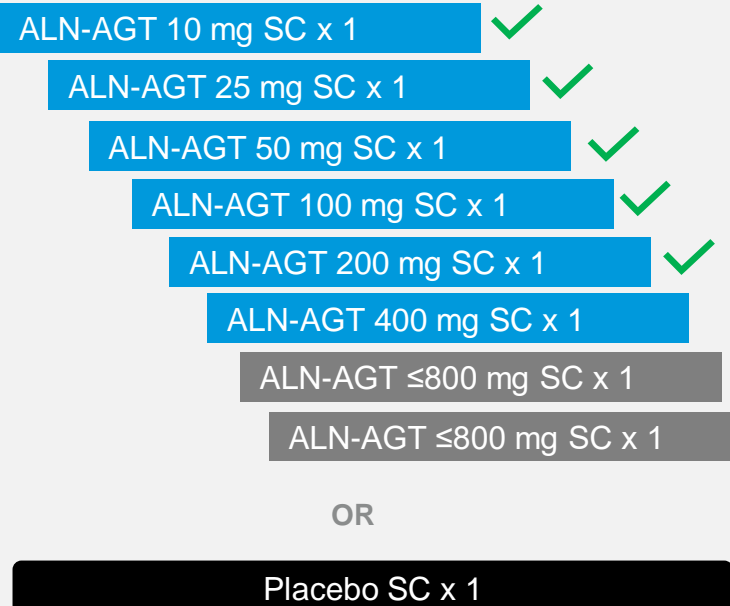 ALN-AGT 10 mg SC x 1
ALN-AGT 25 mg SC x 1
ALN-AGT 50 mg SC x 1
ALN-AGT 100 mg SC x 1
ALN-AGT 200 mg SC x 1
ALN-AGT 400 mg SC x 1
ALN-AGT ≤800 mg SC x 1
ALN-AGT ≤800 mg SC x 1
OR
Placebo SC x 1